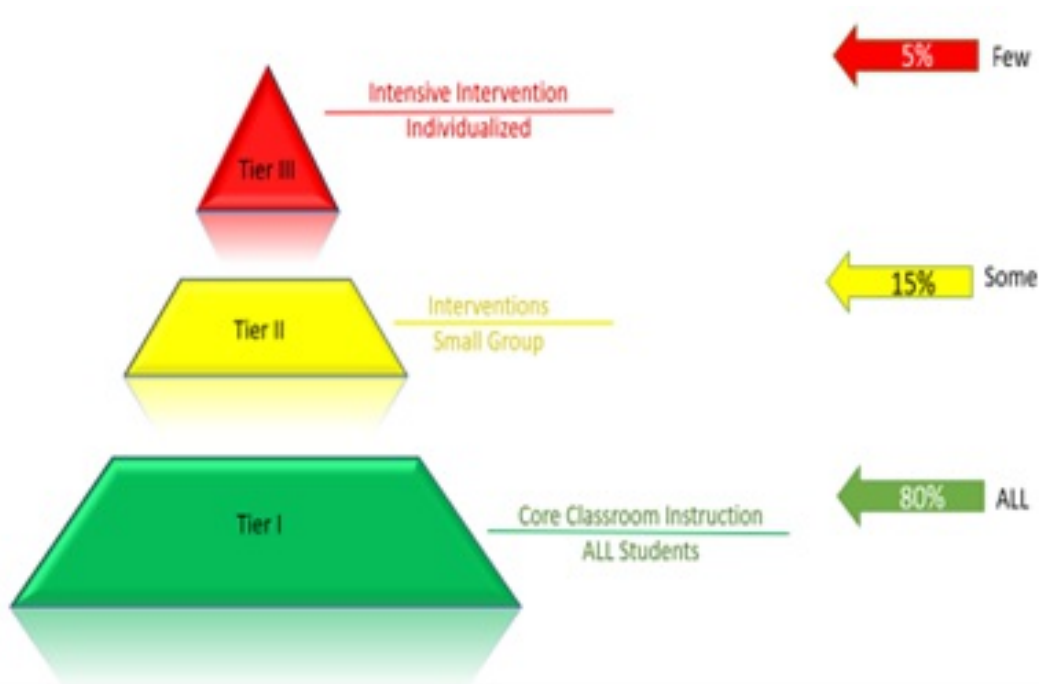 5%
Few
Intensive Intervention
Individualized
Tier III
15%
Some
Interventions
Small Group
Tier II
80%
ALL
Core Classroom Instruction
ALL Students
Tier I